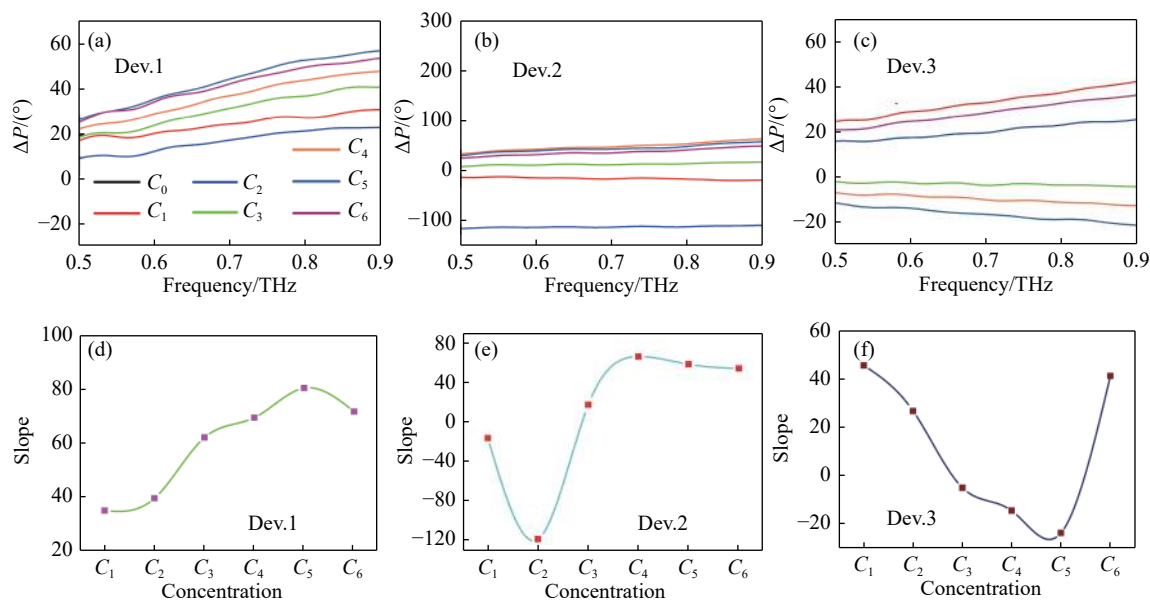 (a)
Dev.1
ΔP/(°)
60
40
20
0
−20
C4
C0
C2
C5
C1
C3
C6
0.5 0.6 0.7 0.8 0.9
Frequency/THz
(b)
Dev.2
ΔP/(°)
300
200
100
0
−100
0.5 0.6 0.7 0.8 0.9
Frequency/THz
(c)
Dev.3
ΔP/(°)
60
40
20
0
−20
0.5 0.6 0.7 0.8 0.9
Frequency/THz
(d)
Slope
100
80
60
40
20
Dev.1
C1 C2 C3 C4 C5 C6
Concentration
(e)
Slope
80
40
0
−40
−80
−120
Dev.2
C1 C2 C3 C4 C5 C6
Concentration
(f)
Slope
60
40
20
0
−20
Dev.3
C1 C2 C3 C4 C5 C6
Concentration